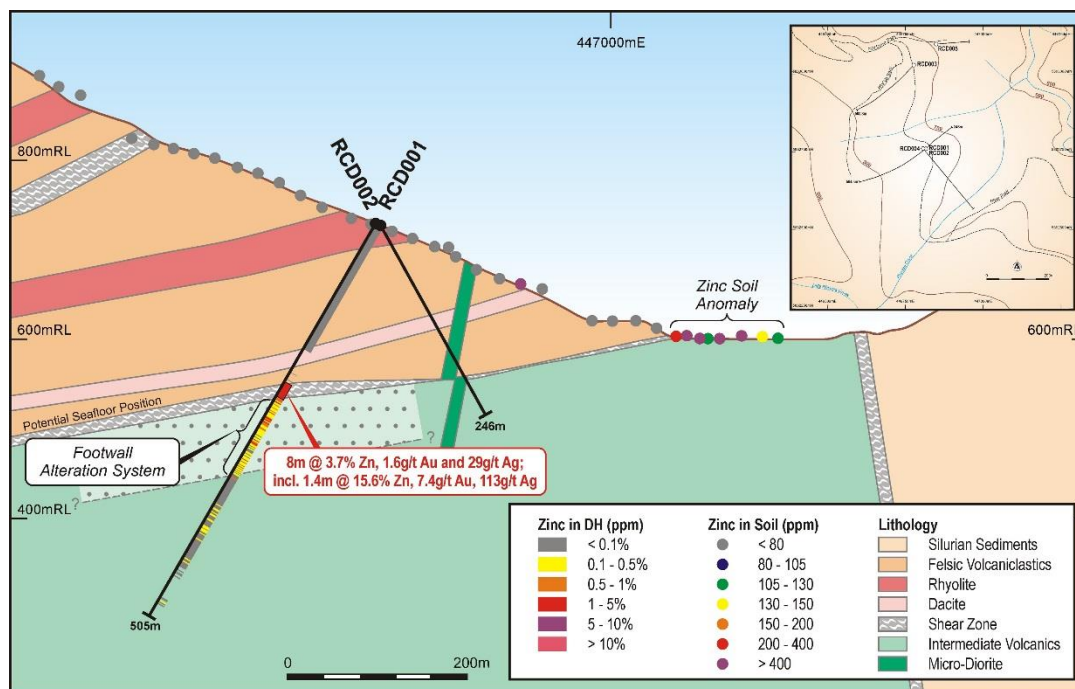 447000mE
800mRL
RCD002
RCD001
600mRL
600mRL
Zinc Soil
Anomaly
Potential Seafloor Position
Footwall
Alteration System
246m
8m @ 3.7% Zn, 1.6g/t Au and 29g/t Ag;
incl. 1.4m @ 15.6% Zn, 7.4g/t Au, 113g/t Ag
?
?
400mRL
505m
0
200m
RCD003
RCD004
RCD001
RCD002
Zinc in DH (ppm)
< 0.1%
0.1 - 0.5%
0.5 - 1%
1 - 5%
5 - 10%
> 10%
Zinc in Soil (ppm)
< 80
80 - 105
105 - 130
130 - 150
150 - 200
200 - 400
> 400
Lithology
Silurian Sediments
Felsic Volcaniclastics
Rhyolite
Dacite
Shear Zone
Intermediate Volcanics
Micro-Diorite